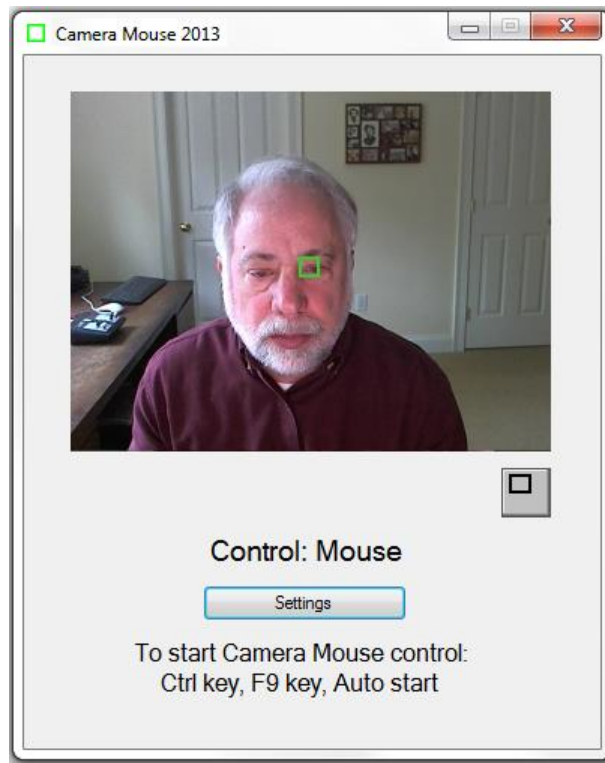 Camera Mouse 2013
Control: Mouse
Settings
To start Camera Mouse control:
Ctrl key, F9 key, Auto start